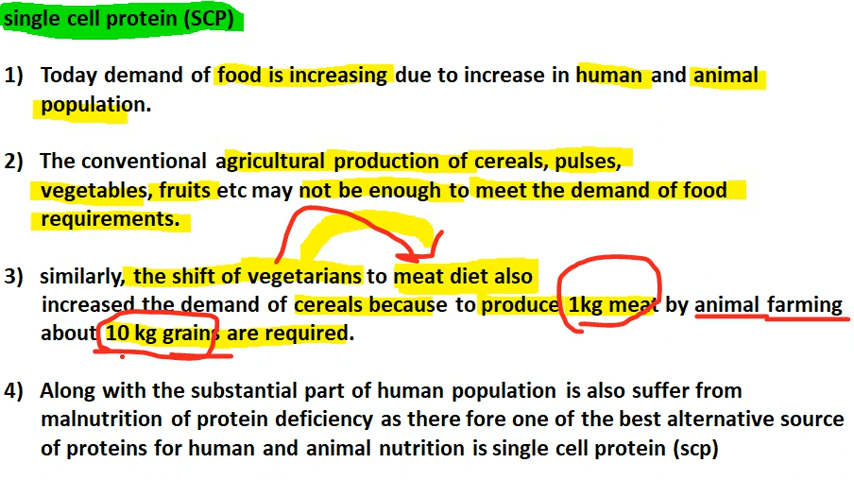 single cell protein (SCP)
1) Today demand of food is increasing due to increase in human and animal
population.
2) The conventional agricultural production of cereals, pulses,
vegetables, fruits etc may not be enough to meet the demand of food
requirements.
3) similarly, the shift of vegetarians to meat diet also
increased the demand of cereals because to produce 1kg meat by animal farming
about 10 kg grains are required.
4) Along with the substantial part of human population is also suffer from
malnutrition of protein deficiency as there fore one of the best alternative source
of proteins for human and animal nutrition is single cell protein (scp)